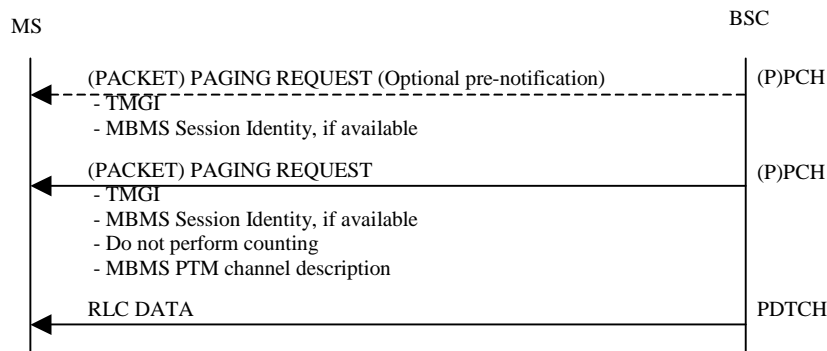 MS
BSC
(PACKET) PAGING REQUEST (Optional pre-notification)
(P)PCH
- TMGI
- MBMS Session Identity, if available
(PACKET) PAGING REQUEST
(P)PCH
- TMGI
- MBMS Session Identity, if available
- Do not perform counting
- MBMS PTM channel description
RLC DATA
PDTCH